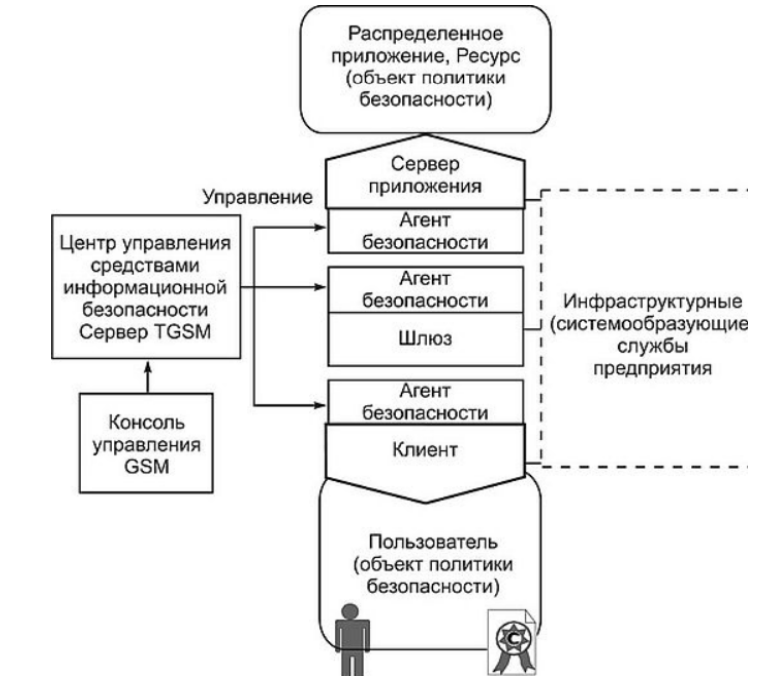 Распределенное
приложение, Ресурс
(объект политики
безопасности)
Сервер
приложения
Управление
Агент
безопасности
Центр управления
средствами
информационной
безопасности
Сервер TGSM
Агент
безопасности
Шлюз
Инфраструктурные
(системообразующие
службы
предприятия
Агент
безопасности
Консоль
управления
GSM
Клиент
Пользователь
(объект политики
безопасности)
С